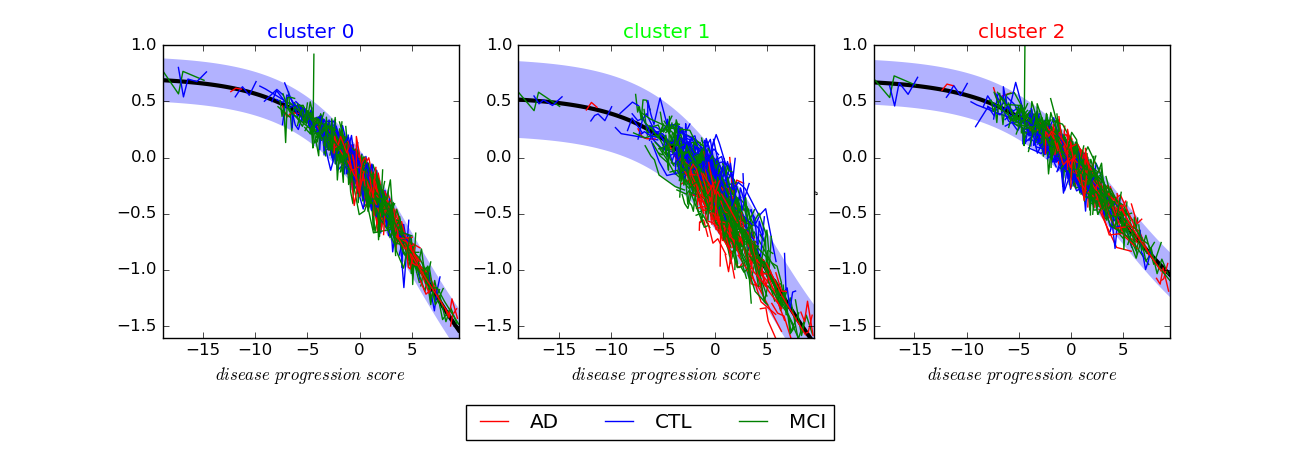 cluster 0 cluster 1 cluster 2
1.0 1.0 1.0
0.5 0.5 0.5
0.0 0.0 0.0
−0.5 −0.5 −0.5
−1.0 −1.0 −1.0
−1.5 −1.5 −1.5
−15 −10 −5 0 5 −15 −10 −5 0 5 −15 −10 −5 0 5
disease progression score disease progression score disease progression score
AD CTL MCI